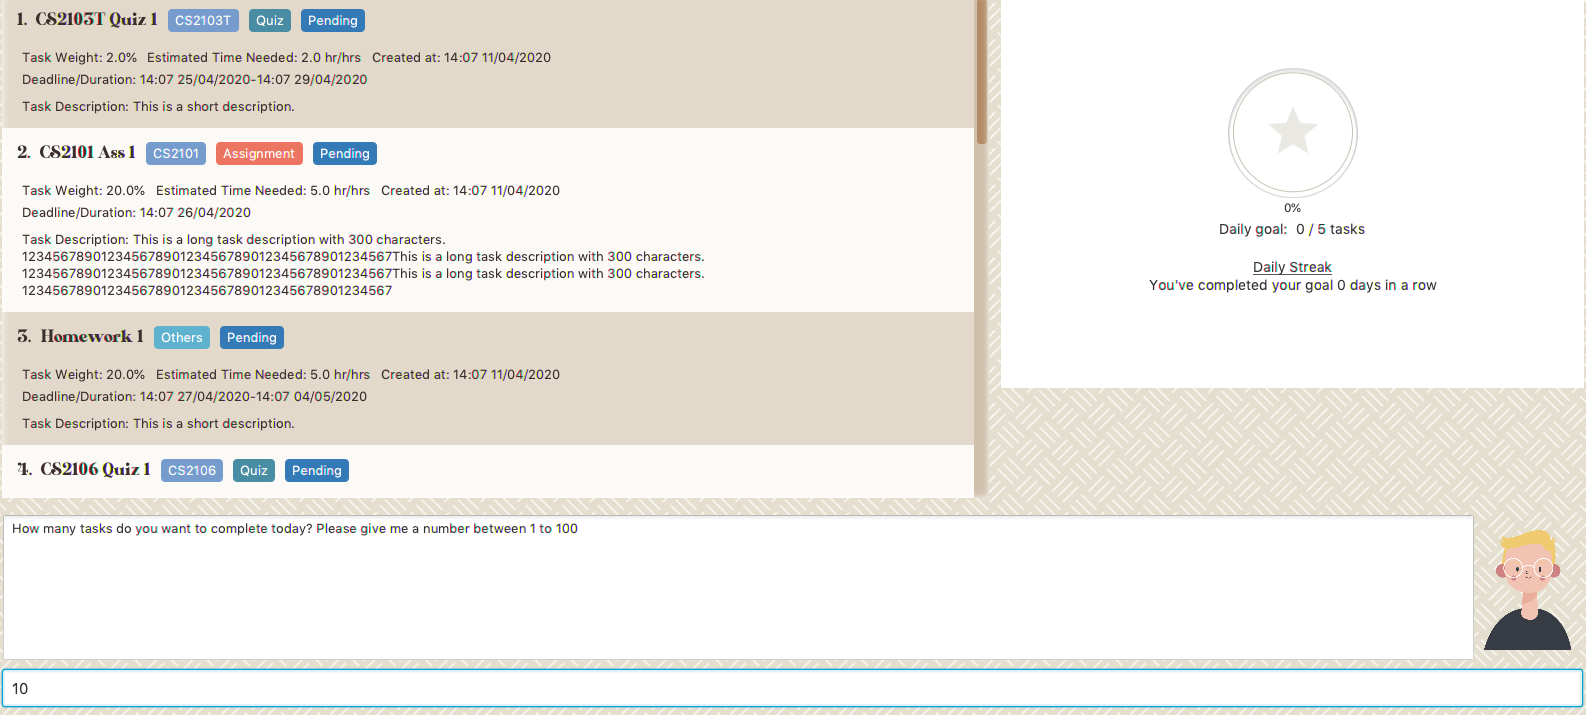 1. CS2103T Quiz 1 CS2103T Quiz Pending
Task Weight: 2.0% Estimated Time Needed: 2.0 hr/hrs Created at: 14:07 11/04/2020
Deadline/Duration: 14:07 25/04/2020-14:07 29/04/2020
Task Description: This is a short description.
2. CS2101 Ass 1 CS2101 Assignment Pending
Task Weight: 20.0% Estimated Time Needed: 5.0 hr/hrs Created at: 14:07 11/04/2020
Deadline/Duration: 14:07 26/04/2020
Task Description: This is a long task description with 300 characters.
12345678901234567890123456789012345678901234567This is a long task description with 300 characters.
12345678901234567890123456789012345678901234567This is a long task description with 300 characters.
12345678901234567890123456789012345678901234567
3. Homework 1 Others Pending
Task Weight: 20.0% Estimated Time Needed: 5.0 hr/hrs Created at: 14:07 11/04/2020
Deadline/Duration: 14:07 27/04/2020-14:07 04/05/2020
Task Description: This is a short description.
4. CS2106 Quiz 1 CS2106 Quiz Pending
0%
Daily goal: 0 / 5 tasks
Daily Streak
You've completed your goal 0 days in a row
How many tasks do you want to complete today? Please give me a number between 1 to 100
10